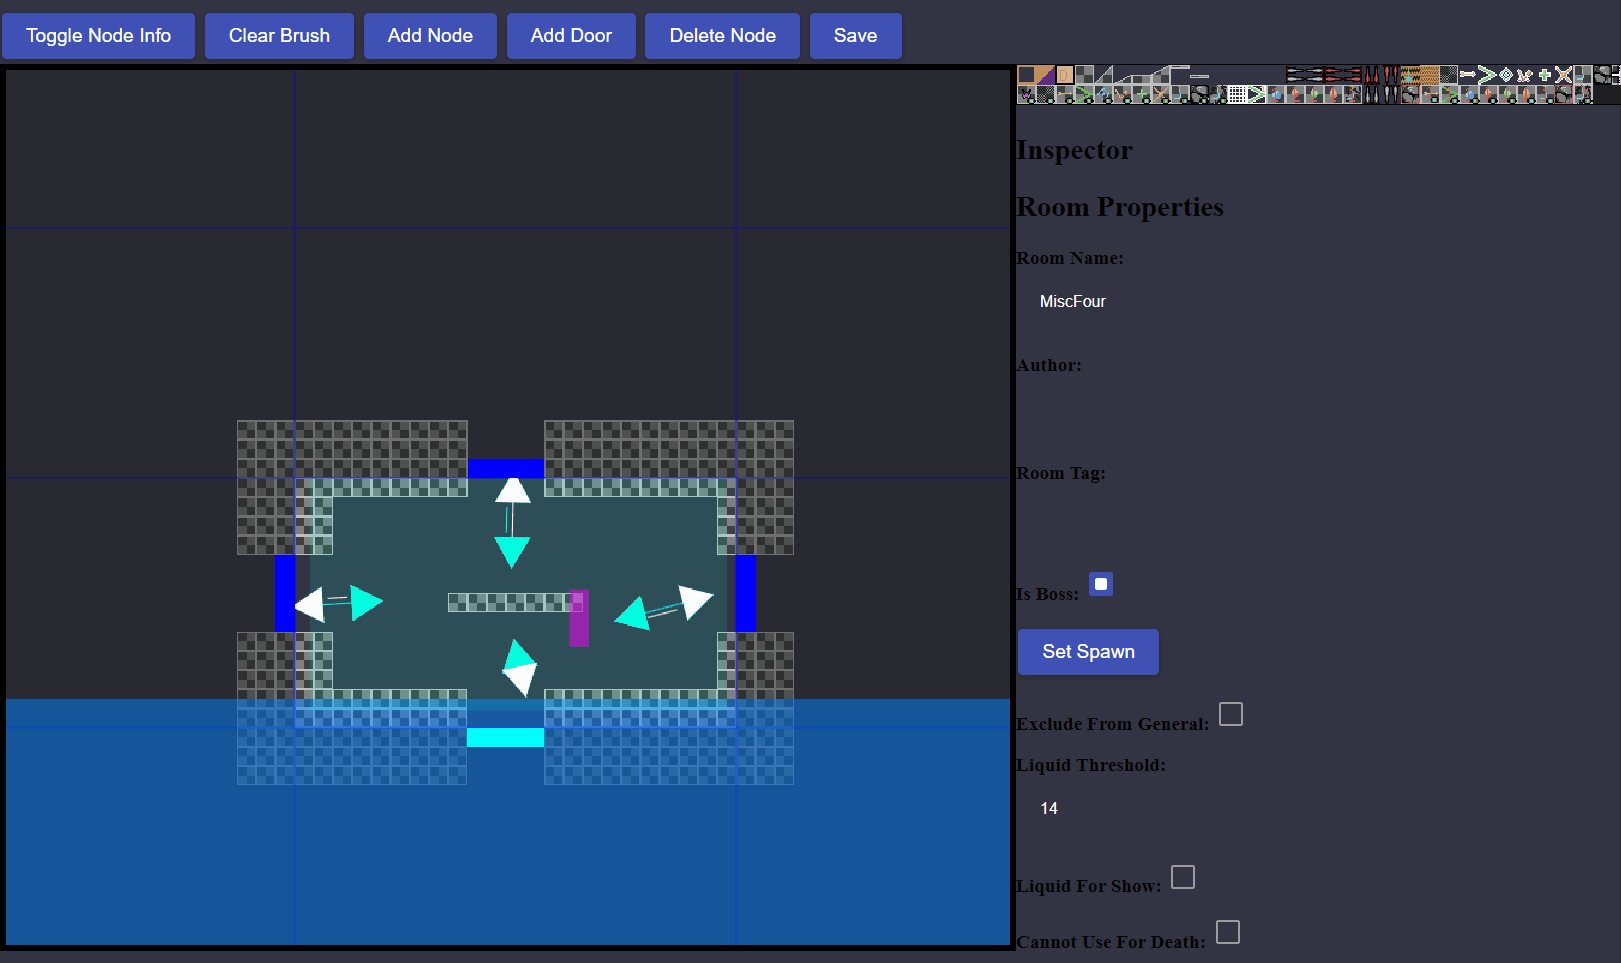 Toggle Node Info Clear Brush Add Node Add Door Delete Node Save
Inspector
Room Properties
Room Name:
MiscFour
Author:
Room Tag:
Is Boss:
Set Spawn
Exclude From General:
Liquid Threshold:
14
Liquid For Show:
Cannot Use For Death: